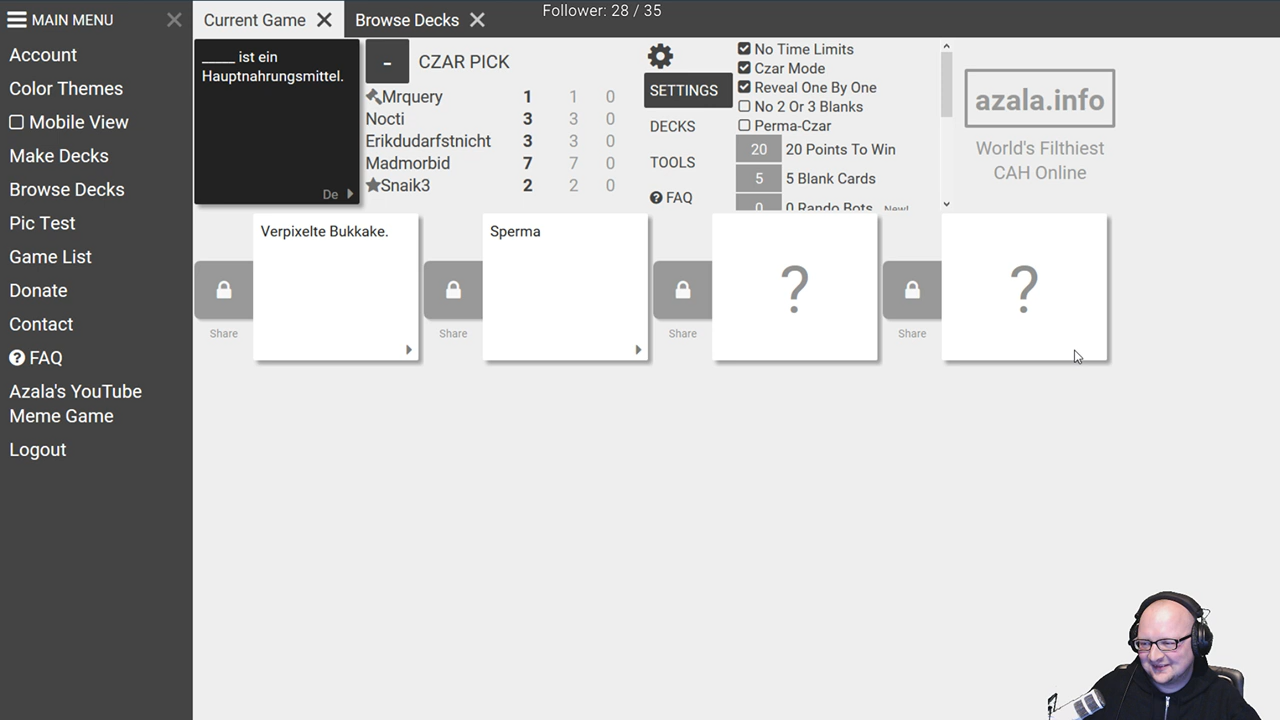 MAIN MENU
Account
Color Themes
Mobile View
Make Decks
Browse Decks
Pic Test
Game List
Donate
Contact
FAQ
Azala's YouTube
Meme Game
Logout
Current Game
Browse Decks
Follower: 28 / 35
_____ ist ein
Hauptnahrungsmittel.
De
-
CZAR PICK
Mrquery 1 1 0
Nocti 3 3 0
Erikdudarfstnicht 3 3 0
Madmorbid 7 7 0
Snaik3 2 2 0
SETTINGS
DECKS
TOOLS
FAQ
No Time Limits
Czar Mode
Reveal One By One
No 2 Or 3 Blanks
Perma-Czar
20 20 Points To Win
5 5 Blank Cards
0 0 Rando Bots New!
azala.info
World's Filthiest
CAH Online
Share
Verpixelte Bukkake.
Share
Sperma
Share
?
Share
?